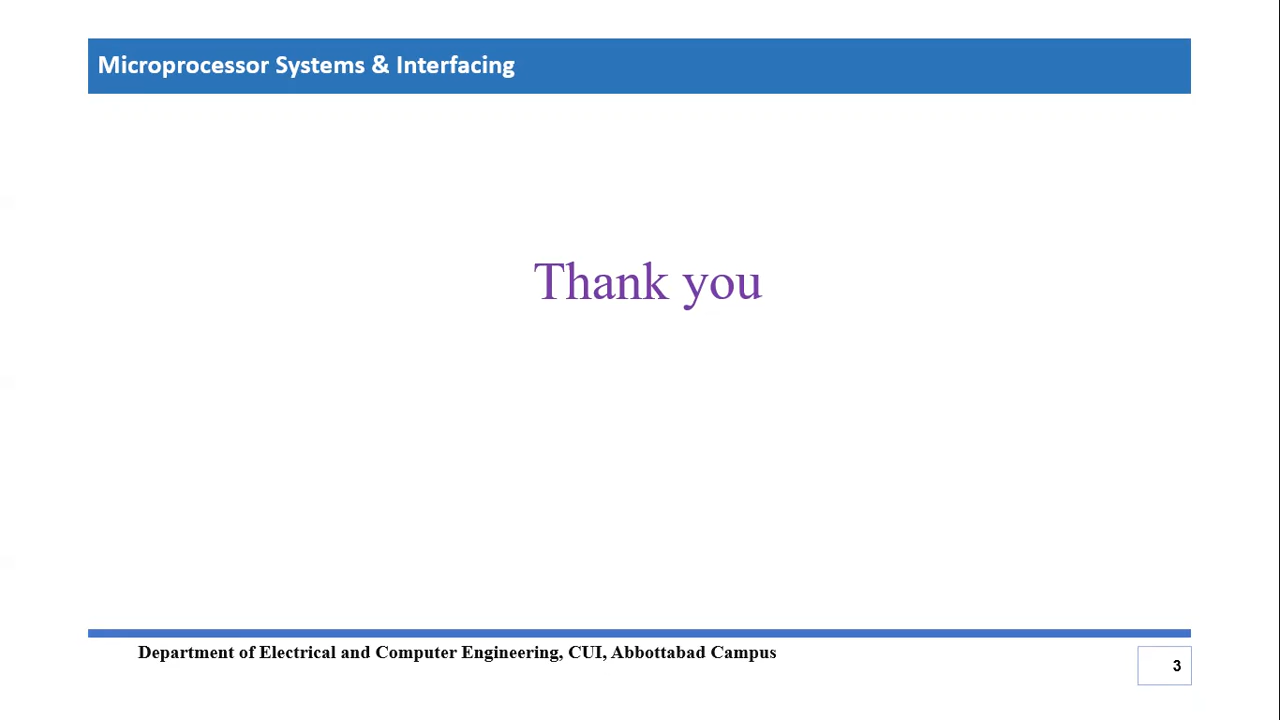 Microprocessor Systems & Interfacing
Thank you
Department of Electrical and Computer Engineering, CUI, Abbottabad Campus
3